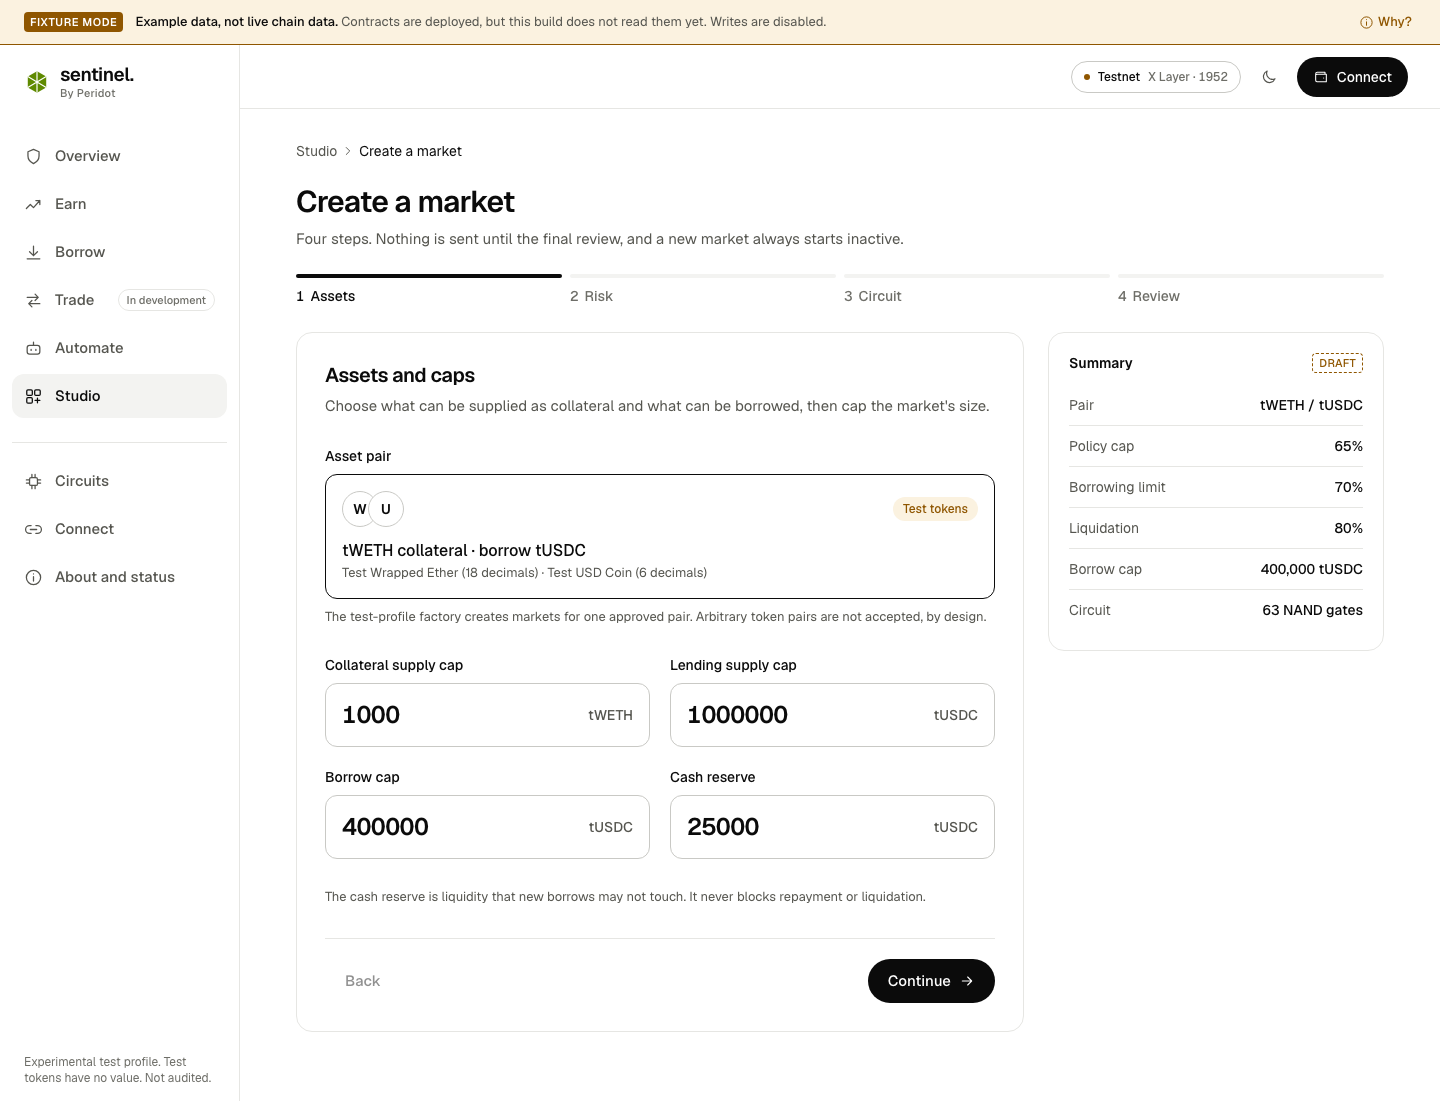 FIXTURE MODE Example data, not live chain data. Contracts are deployed, but this build does not read them yet. Writes are disabled. Why?
sentinel.
By Peridot
Testnet X Layer · 1952
Connect
Overview
Earn
Borrow
Trade In development
Automate
Studio
Circuits
Connect
About and status
Experimental test profile. Test
tokens have no value. Not audited.
Studio > Create a market
Create a market
Four steps. Nothing is sent until the final review, and a new market always starts inactive.
1 Assets
2 Risk
3 Circuit
4 Review
Assets and caps
Choose what can be supplied as collateral and what can be borrowed, then cap the market's size.
Asset pair
W U Test tokens
tWETH collateral · borrow tUSDC
Test Wrapped Ether (18 decimals) · Test USD Coin (6 decimals)
The test-profile factory creates markets for one approved pair. Arbitrary token pairs are not accepted, by design.
Collateral supply cap
1000 tWETH
Lending supply cap
1000000 tUSDC
Borrow cap
400000 tUSDC
Cash reserve
25000 tUSDC
The cash reserve is liquidity that new borrows may not touch. It never blocks repayment or liquidation.
Back
Continue
Summary DRAFT
Pair tWETH / tUSDC
Policy cap 65%
Borrowing limit 70%
Liquidation 80%
Borrow cap 400,000 tUSDC
Circuit 63 NAND gates